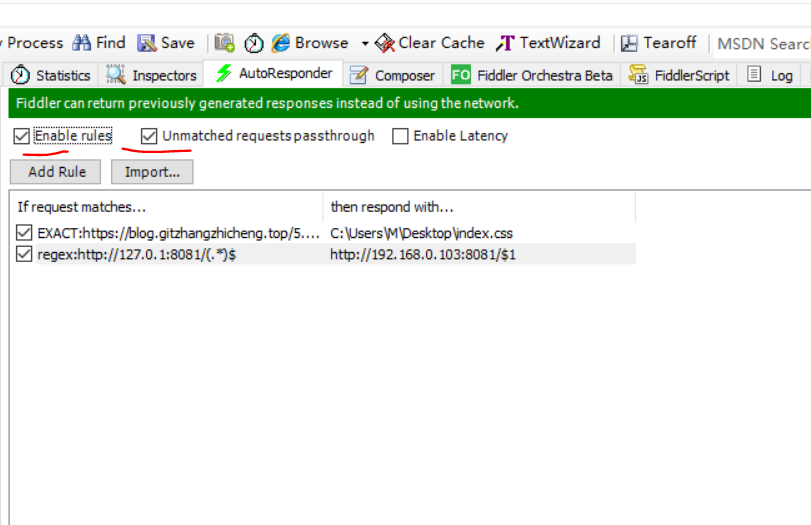 Process Find Save Browse Clear Cache TextWizard Tearoff MSDN Searc
Statistics Inspectors AutoResponder Composer FO Fiddler Orchestra Beta JS FiddlerScript Log
Fiddler can return previously generated responses instead of using the network.
Enable rules Unmatched requests passthrough Enable Latency
Add Rule Import...
If request matches... then respond with...
EXACT:https://blog.gitzhangzhicheng.top/5.... C:\Users\M\Desktop\index.css
regex:http://127.0.1:8081/(.*)$ http://192.168.0.103:8081/$1